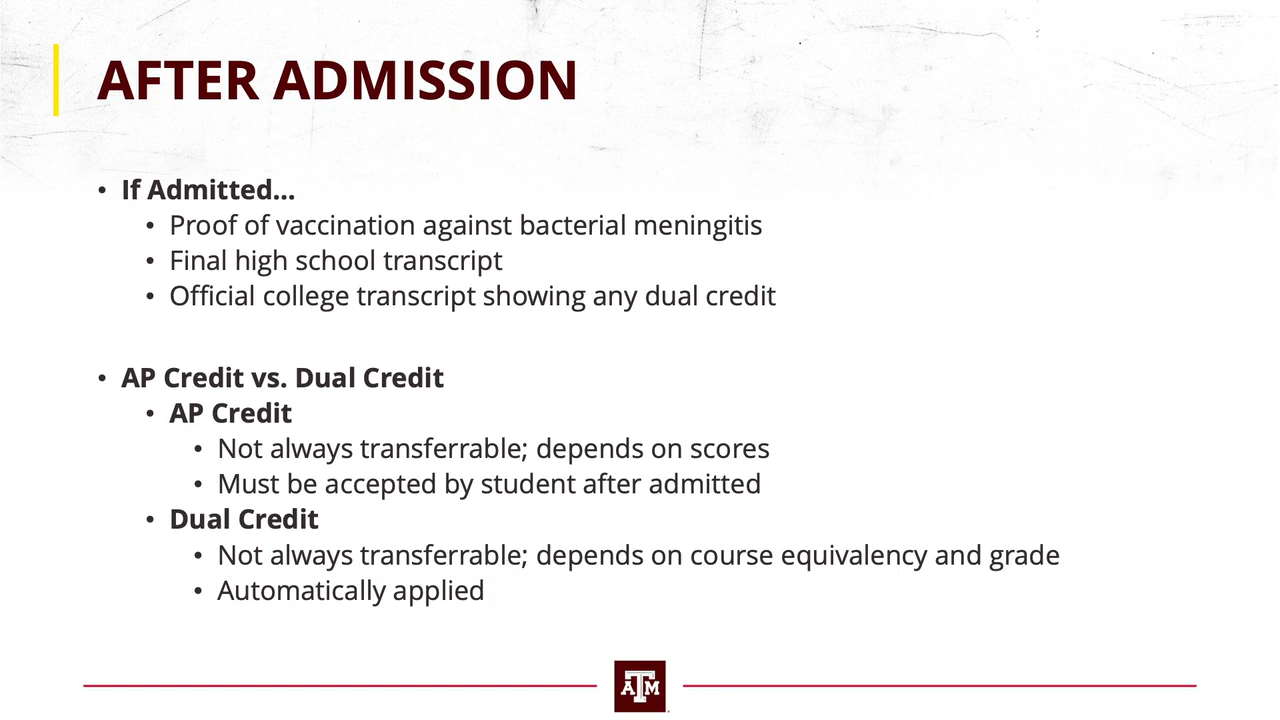 AFTER ADMISSION
• If Admitted...
• Proof of vaccination against bacterial meningitis
• Final high school transcript
• Official college transcript showing any dual credit
• AP Credit vs. Dual Credit
• AP Credit
• Not always transferrable; depends on scores
• Must be accepted by student after admitted
• Dual Credit
• Not always transferrable; depends on course equivalency and grade
• Automatically applied
ATM